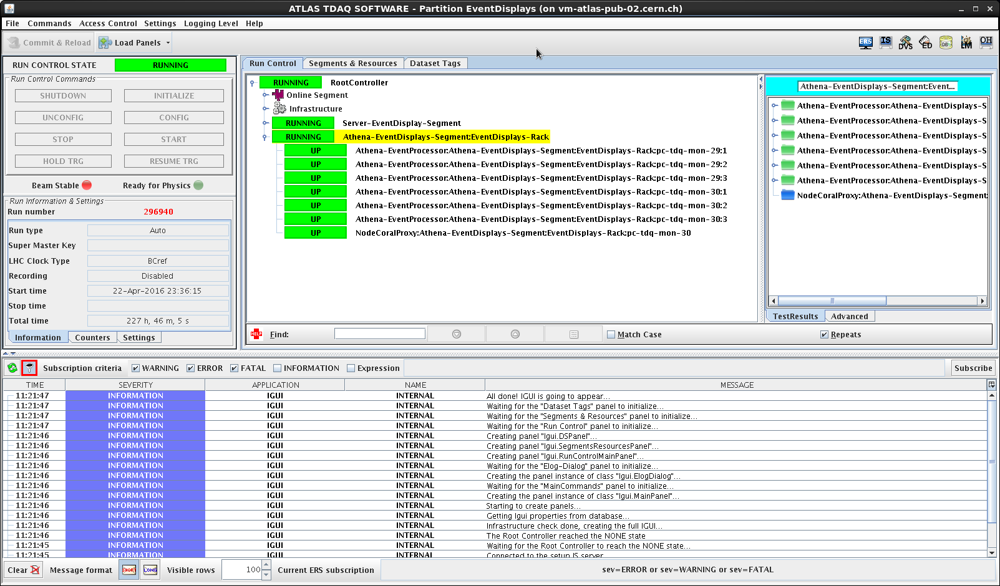 ATLAS TDAQ SOFTWARE - Partition EventDisplays (on vm-atlas-pub-02.cern.ch)
File Commands Access Control Settings Logging Level Help
Commit & Reload Load Panels
ERS IS DVS ED DB LM OH
RUN CONTROL STATE RUNNING
Run Control Commands
SHUTDOWN INITIALIZE
UNCONFIG CONFIG
STOP START
HOLD TRG RESUME TRG
Beam Stable Ready for Physics
Run Information & Settings
Run number 296940
Run type Auto
Super Master Key
LHC Clock Type BCref
Recording Disabled
Start time 22-Apr-2016 23:36:15
Stop time
Total time 227 h, 46 m, 5 s
Information Counters Settings
Run Control Segments & Resources Dataset Tags
RUNNING RootController
Online Segment
Infrastructure
RUNNING Server-EventDisplay-Segment
RUNNING Athena-EventDisplays-Segment:EventDisplays-Rack
UP Athena-EventProcessor:Athena-EventDisplays-Segment:EventDisplays-Rack:pc-tdq-mon-29:1
UP Athena-EventProcessor:Athena-EventDisplays-Segment:EventDisplays-Rack:pc-tdq-mon-29:2
UP Athena-EventProcessor:Athena-EventDisplays-Segment:EventDisplays-Rack:pc-tdq-mon-29:3
UP Athena-EventProcessor:Athena-EventDisplays-Segment:EventDisplays-Rack:pc-tdq-mon-30:1
UP Athena-EventProcessor:Athena-EventDisplays-Segment:EventDisplays-Rack:pc-tdq-mon-30:2
UP Athena-EventProcessor:Athena-EventDisplays-Segment:EventDisplays-Rack:pc-tdq-mon-30:3
UP NodeCoralProxy:Athena-EventDisplays-Segment:EventDisplays-Rack:pc-tdq-mon-30
Athena-EventDisplays-Segment:Event...
Athena-EventProcessor:Athena-EventDisplays-S
Athena-EventProcessor:Athena-EventDisplays-S
Athena-EventProcessor:Athena-EventDisplays-S
Athena-EventProcessor:Athena-EventDisplays-S
Athena-EventProcessor:Athena-EventDisplays-S
Athena-EventProcessor:Athena-EventDisplays-S
NodeCoralProxy:Athena-EventDisplays-Segment:
TestResults Advanced
HELP Find: Match Case Repeats
Subscription criteria WARNING ERROR FATAL INFORMATION Expression Subscribe
TIME SEVERITY APPLICATION NAME MESSAGE
11:21:47 INFORMATION IGUI INTERNAL All done! IGUI is going to appear...
11:21:47 INFORMATION IGUI INTERNAL Waiting for the "Dataset Tags" panel to initialize...
11:21:47 INFORMATION IGUI INTERNAL Waiting for the "Segments & Resources" panel to initialize...
11:21:47 INFORMATION IGUI INTERNAL Waiting for the "Run Control" panel to initialize...
11:21:46 INFORMATION IGUI INTERNAL Creating panel "Igui.DSPanel"...
11:21:46 INFORMATION IGUI INTERNAL Creating panel "Igui.SegmentsResourcesPanel"...
11:21:46 INFORMATION IGUI INTERNAL Creating panel "Igui.RunControlMainPanel"...
11:21:46 INFORMATION IGUI INTERNAL Waiting for the "Elog-Dialog" panel to initialize...
11:21:46 INFORMATION IGUI INTERNAL Creating the panel instance of class "Igui.ElogDialog"...
11:21:46 INFORMATION IGUI INTERNAL Waiting for the "MainCommands" panel to initialize...
11:21:46 INFORMATION IGUI INTERNAL Creating the panel instance of class "Igui.MainPanel"...
11:21:46 INFORMATION IGUI INTERNAL Starting to create panels...
11:21:46 INFORMATION IGUI INTERNAL Getting Igui properties from database...
11:21:46 INFORMATION IGUI INTERNAL Infrastructure check done, creating the full IGUI...
11:21:46 INFORMATION IGUI INTERNAL The Root Controller reached the NONE state
11:21:45 INFORMATION IGUI INTERNAL Waiting for the Root Controller to reach the NONE state...
11:21:45 INFORMATION IGUI INTERNAL Connected to the setup IS server
Clear Message format SHORT LONG Visible rows 100 Current ERS subscription sev=ERROR or sev=WARNING or sev=FATAL